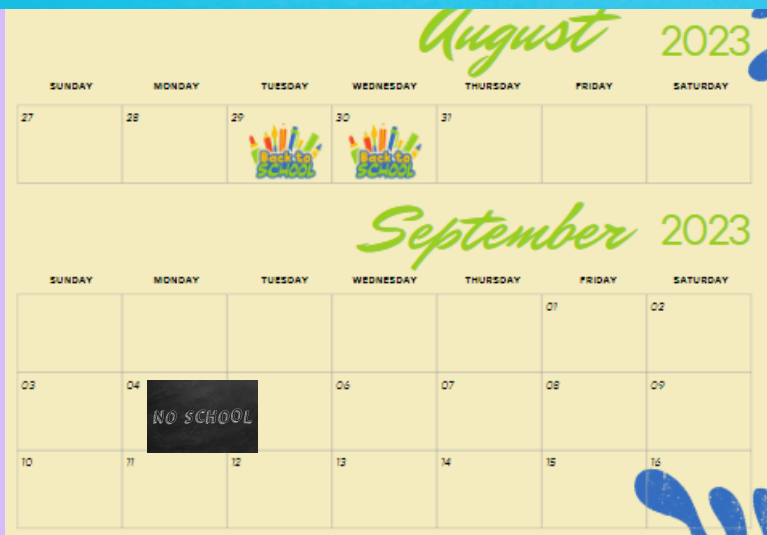 August 2023
SUNDAY MONDAY TUESDAY WEDNESDAY THURSDAY FRIDAY SATURDAY
27 28 29 30 31
Back to Back to
SCHOOL SCHOOL
September 2023
SUNDAY MONDAY TUESDAY WEDNESDAY THURSDAY FRIDAY SATURDAY
01 02
03 04 06 07 08 09
NO SCHOOL
10 11 12 13 14 15 16